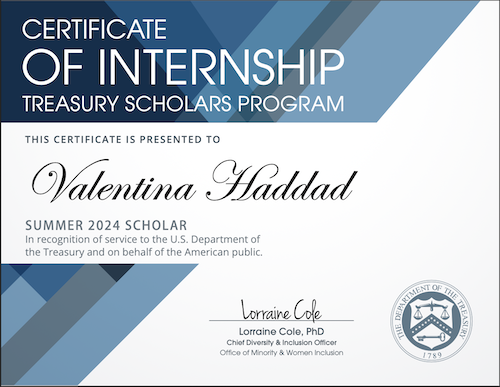 CERTIFICATE
OF INTERNSHIP
TREASURY SCHOLARS PROGRAM
THIS CERTIFICATE IS PRESENTED TO
Valentina Haddad
SUMMER 2024 SCHOLAR
In recognition of service to the U.S. Department of
the Treasury and on behalf of the American public.
Lorraine Cole
Lorraine Cole, PhD
Chief Diversity & Inclusion Officer
Office of Minority & Women Inclusion
THE DEPARTMENT OF THE TREASURY
1789